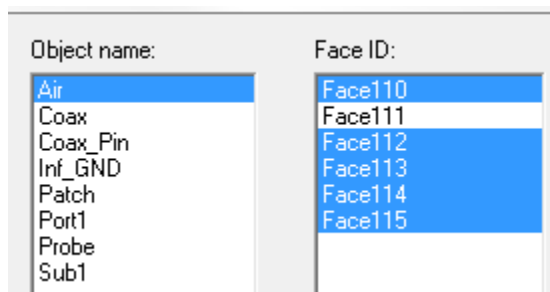 Object name:
Air
Coax
Coax_Pin
Inf_GND
Patch
Port1
Probe
Sub1
Face ID:
Face110
Face111
Face112
Face113
Face114
Face115